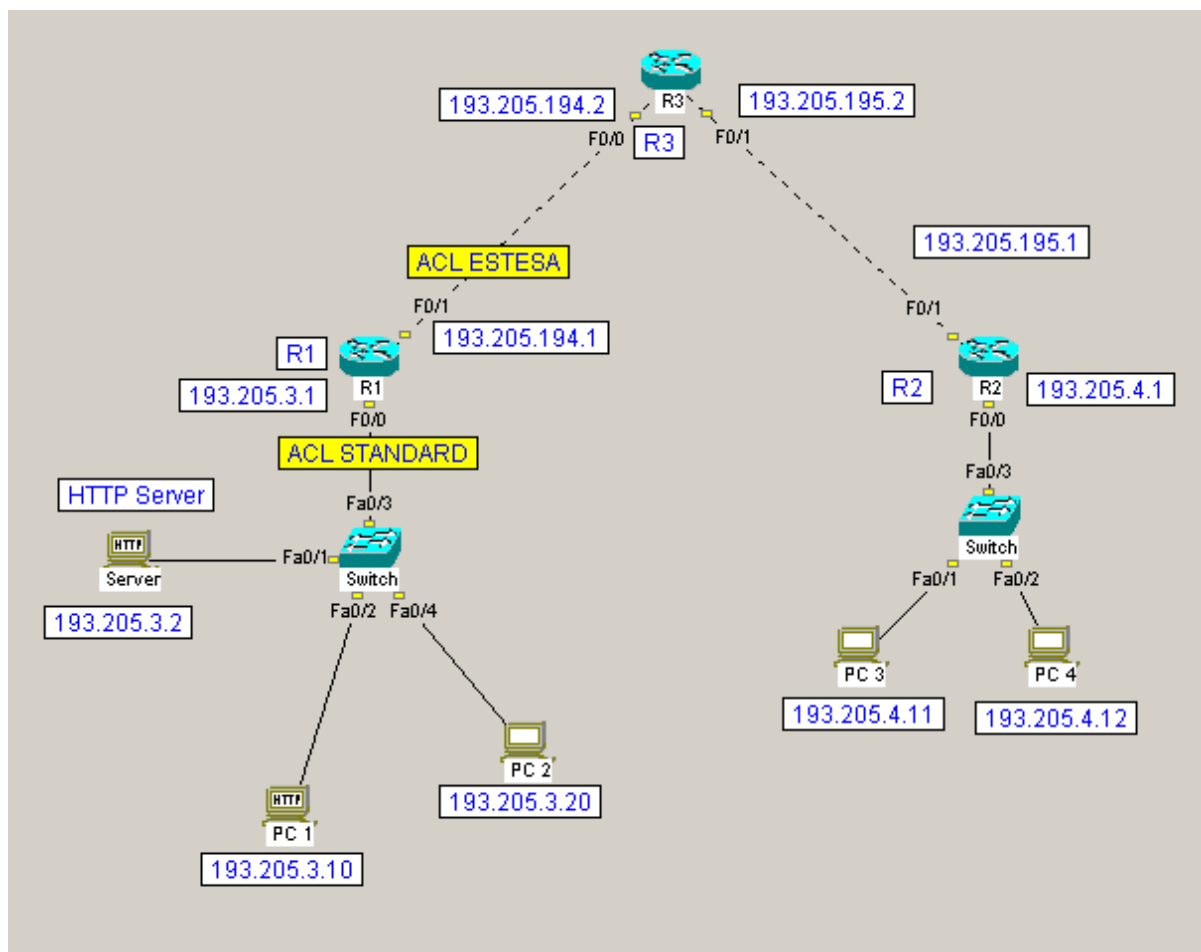 R3
193.205.194.2
193.205.195.2
F0/0
R3
F0/1
193.205.195.1
ACL ESTESA
F0/1
193.205.194.1
F0/1
R1
R1
193.205.3.1
F0/0
R2
R2
193.205.4.1
F0/0
ACL STANDARD
Fa0/3
Fa0/3
HTTP Server
HTTP
Server
193.205.3.2
Fa0/1
Switch
Fa0/2
Fa0/4
Switch
Fa0/1
Fa0/2
PC 3
193.205.4.11
PC 4
193.205.4.12
PC 2
193.205.3.20
HTTP
PC 1
193.205.3.10